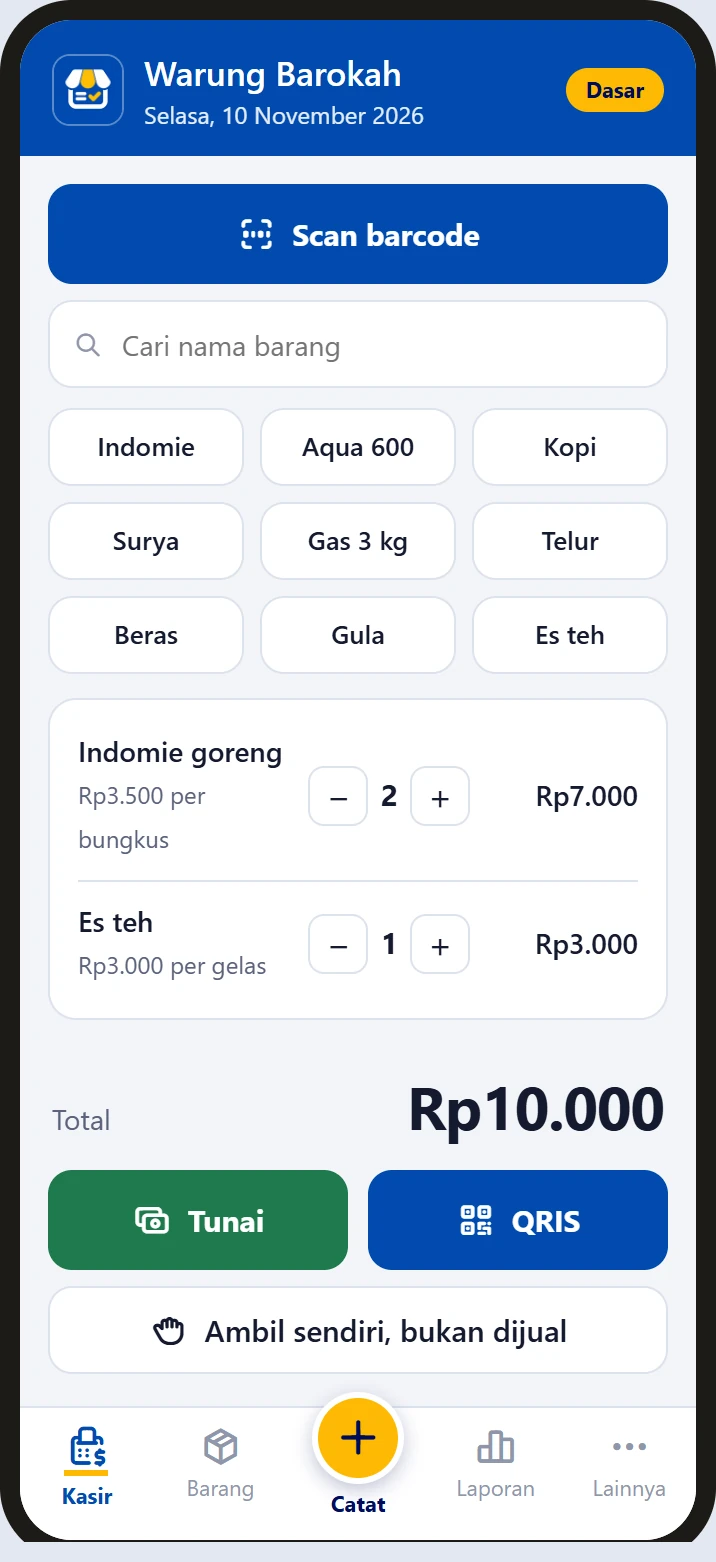 Warung Barokah
Selasa, 10 November 2026
Dasar
Scan barcode
Cari nama barang
Indomie
Aqua 600
Kopi
Surya
Gas 3 kg
Telur
Beras
Gula
Es teh
Indomie goreng
Rp3.500 per
bungkus
− 2 +
Rp7.000
Es teh
Rp3.000 per gelas
− 1 +
Rp3.000
Total
Rp10.000
Tunai
QRIS
Ambil sendiri, bukan dijual
Kasir
Barang
Catat
Laporan
Lainnya